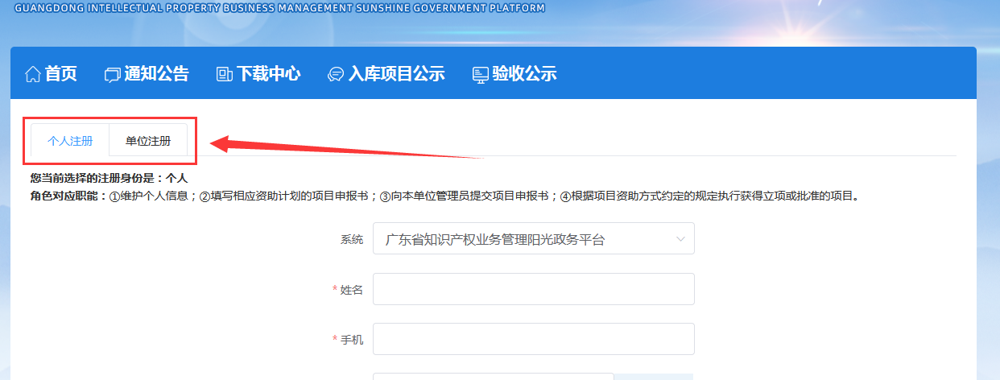 GUANGDONG INTELLECTUAL PROPERTY BUSINESS MANAGEMENT SUNSHINE GOVERNMENT PLATFORM
首页 通知公告 下载中心 入库项目公示 验收公示
个人注册 单位注册
您当前选择的注册身份是：个人
角色对应职能：①维护个人信息；②填写相应资助计划的项目申报书；③向本单位管理员提交项目申报书；④根据项目资助方式约定的规定执行获得立项或批准的项目。
系统 广东省知识产权业务管理阳光政务平台
* 姓名
* 手机